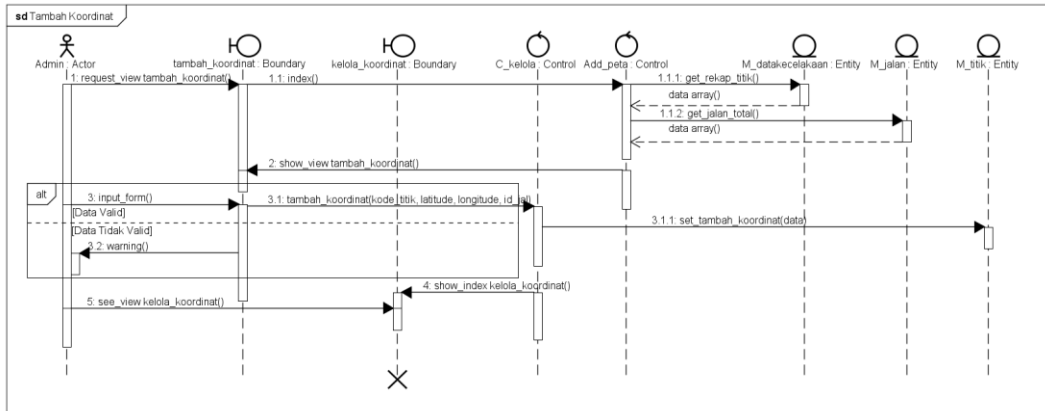 sd Tambah Koordinat
Admin : Actor
tambah_koordinat : Boundary
kelola_koordinat : Boundary
C_kelola : Control
Add_peta : Control
M_datakecelakaan : Entity
M_jalan : Entity
M_titik : Entity
1: request_view tambah_koordinat()
1.1: index()
1.1.1: get_rekap_titik()
data array()
1.1.2: get_jalan_total()
data array()
2: show_view tambah_koordinat()
alt
3: input_form()
3.1: tambah_koordinat(kode_titik, latitude, longitude, id_jal)
[Data Valid]
3.1.1: set_tambah_koordinat(data)
[Data Tidak Valid]
3.2: warning()
4: show_index kelola_koordinat()
5: see_view kelola_koordinat()